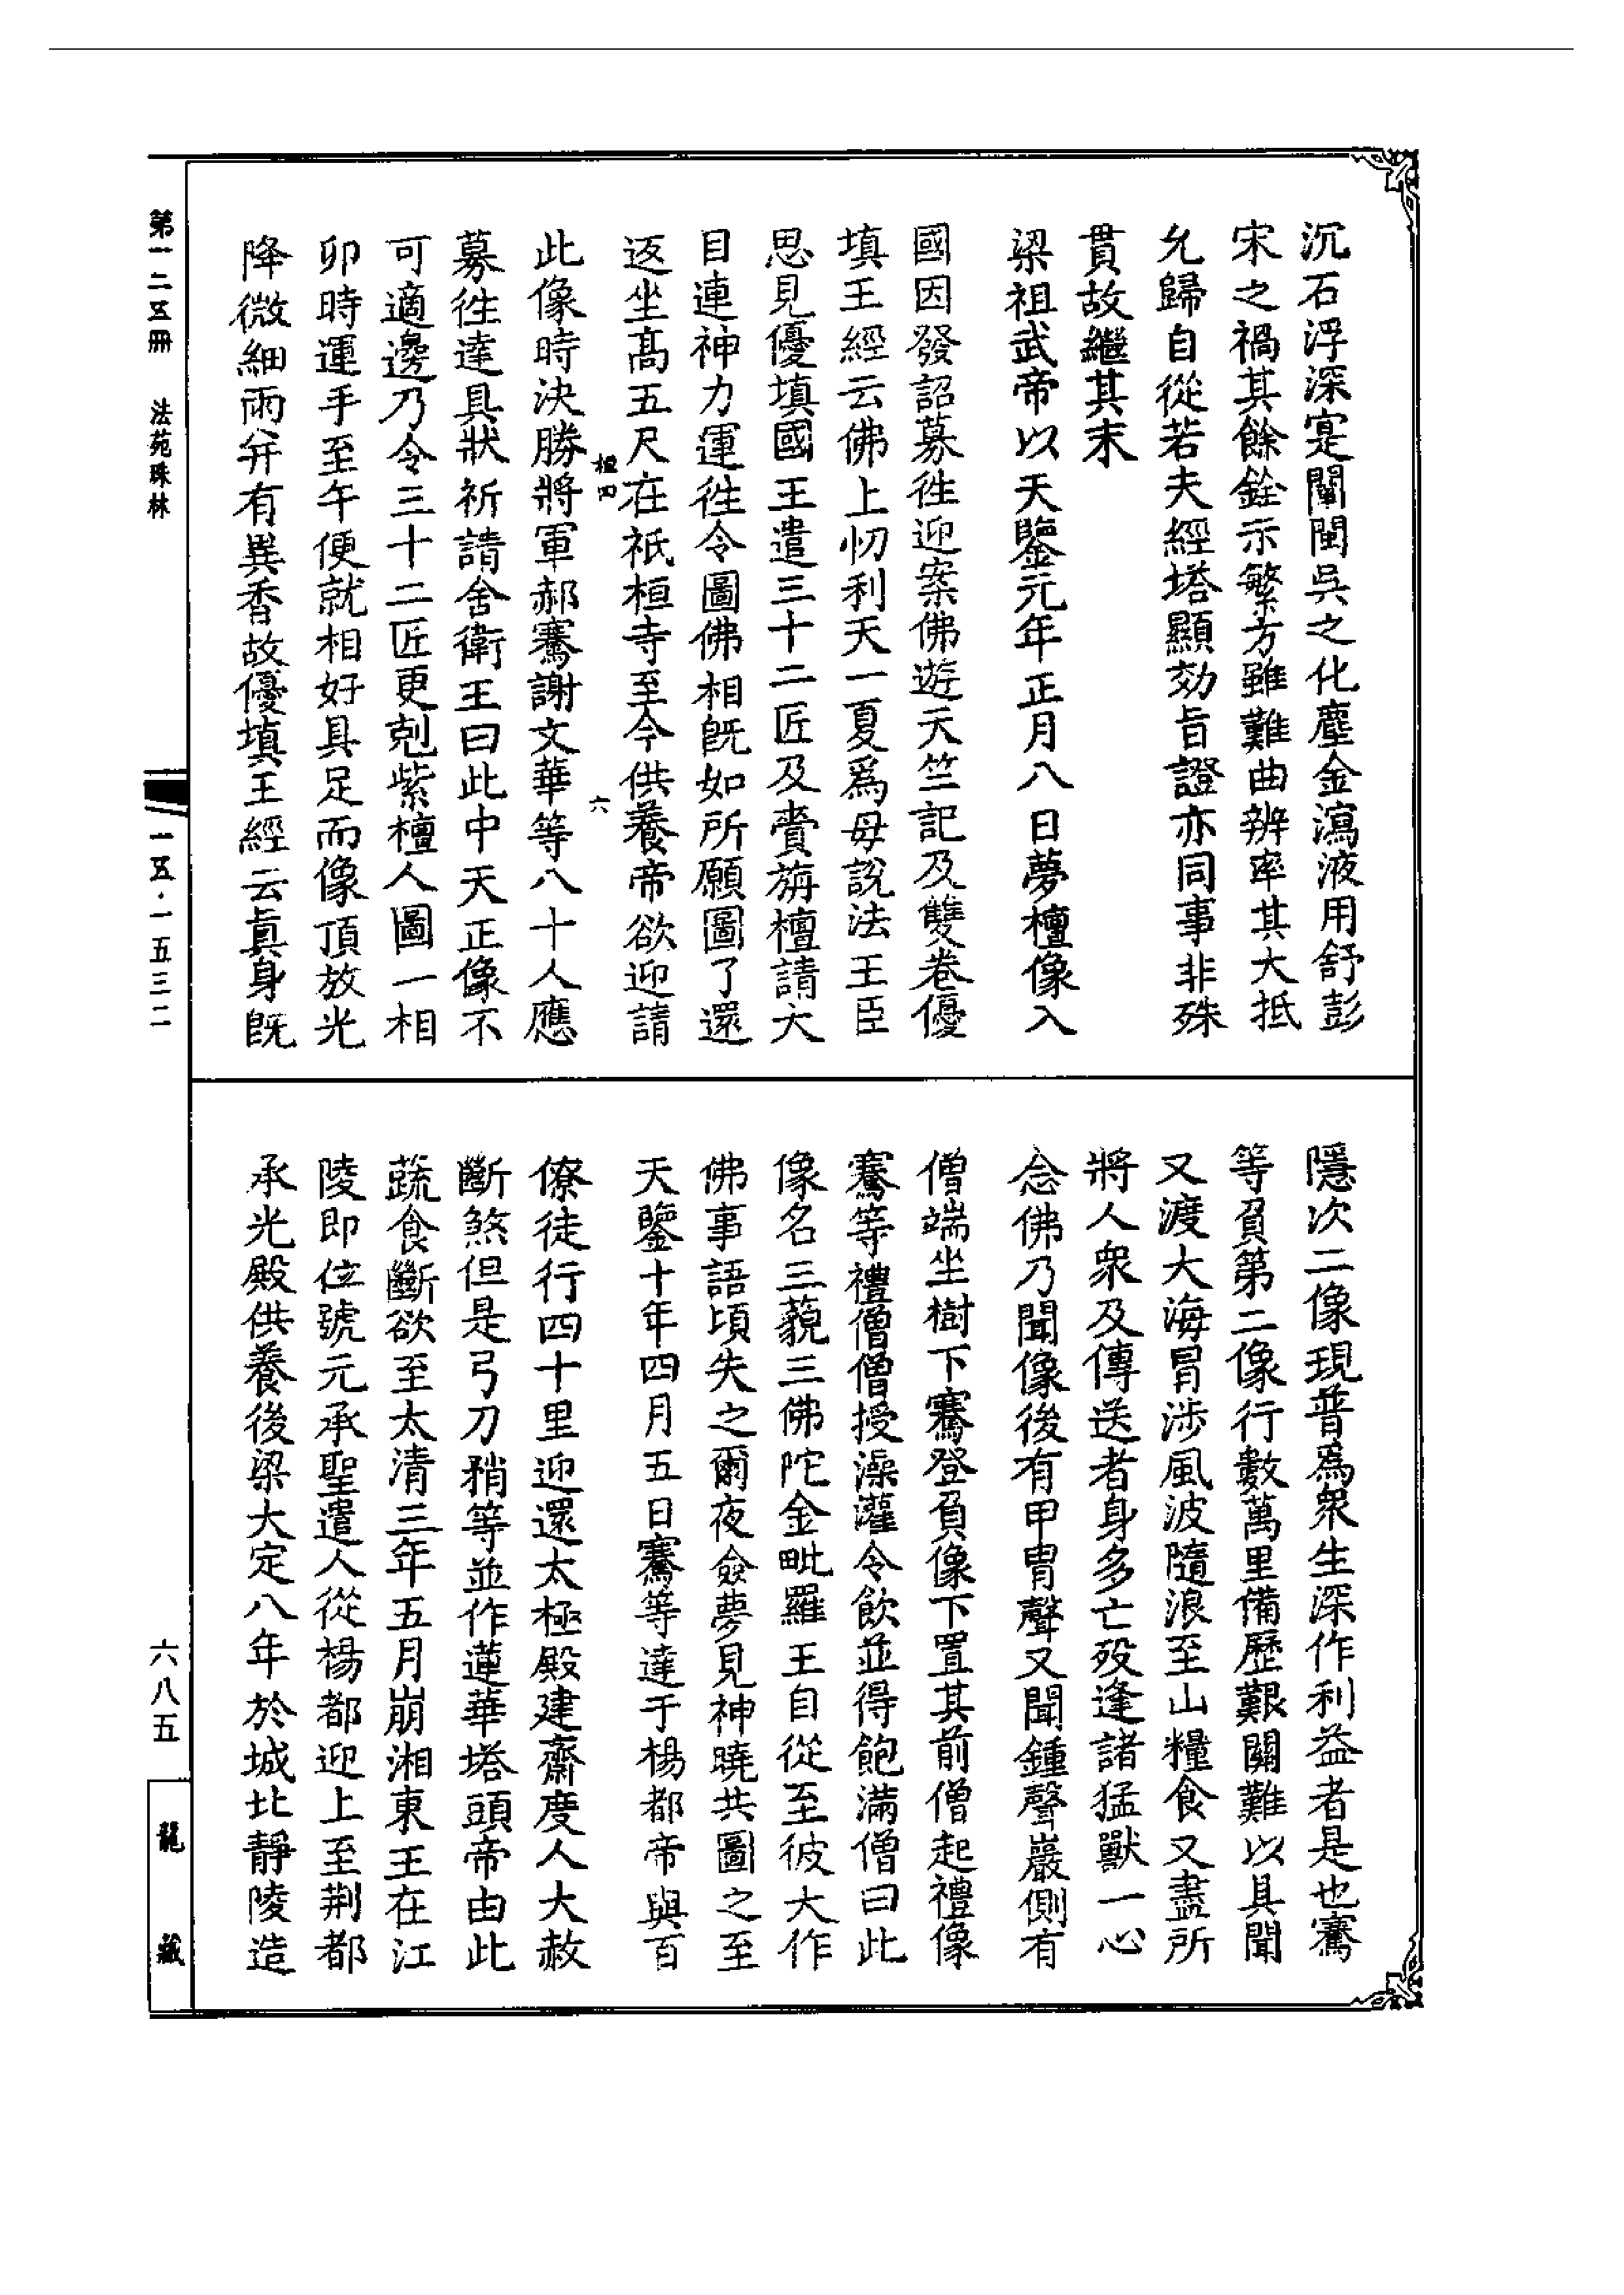 沉石浮深寔闡閩吳之化塵金瀉液用舒彭
宋之禍其餘銓示繁方雖難曲辨率其大抵
允歸自從若夫經塔顯効旨證亦同事非殊
貫故繼其末
梁祖武帝以天鑒元年正月八日夢檀像入
國因發詔募徃迎案佛遊天竺記及雙卷優
填王經云佛上忉利天一夏爲母說法王臣
思見優填國王遣三十二匠及賷旃檀請大
目連神力運徃令圖佛相旣如所願圖了還
返坐高五尺在祇桓寺至今供養帝欲迎請
此像時決勝將軍郝騫謝文華等八十人應
募徃達具狀祈請舍衛王曰此中天正像不
可適邊乃令三十二匠更剋紫檀人圖一相
卯時運手至午便就相好具足而像頂放光
降微細雨并有異香故優填王經云眞身旣
隱次二像現普爲衆生深作利益者是也騫
等負第二像行數萬里備歷艱關難以具聞
又渡大海冒涉風波隨浪至山糧食又盡所
將人衆及傳送者身多亡歿逢諸猛獸一心
念佛乃聞像後有甲冑聲又聞鍾聲巖側有
僧端坐樹下騫登負像下置其前僧起禮像
騫等禮僧僧授澡灌令飲並得飽滿僧曰此
像名三藐三佛陀金毗羅王自從至彼大作
佛事語頃失之爾夜僉夢見神曉共圖之至
天鑒十年四月五日騫等達于楊都帝與百
僚徒行四十里迎還太極殿建齋度人大赦
斷煞但是弓刀矟等並作蓮華塔頭帝由此
蔬食斷欲至太清三年五月崩湘東王在江
陵即位號元承聖遣人從楊都迎上至荆都
承光殿供養後梁大定八年於城北靜陵造
第一二五冊 法苑珠林
一五·一五三二
六八五
龍藏
六